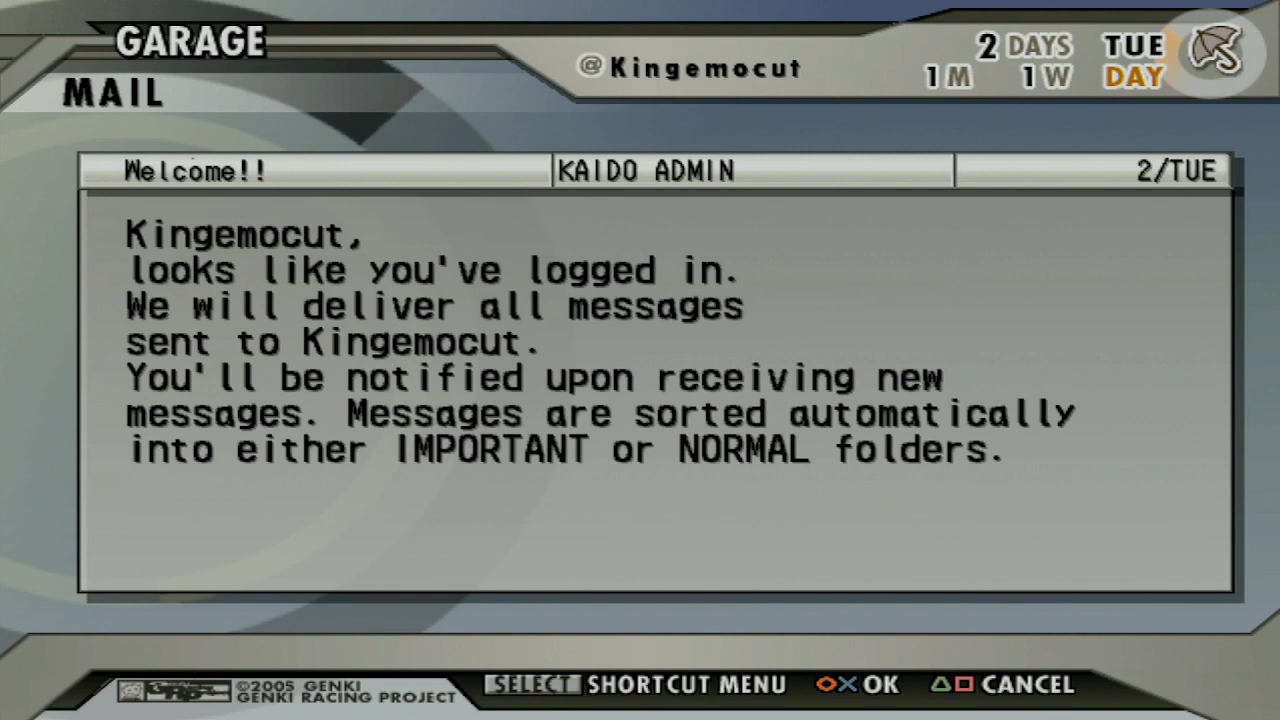 GARAGE
MAIL
@Kingemocut
2 DAYS TUE
1 M 1 W DAY
Welcome!! KAIDO ADMIN 2/TUE
Kingemocut,
looks like you've logged in.
We will deliver all messages
sent to Kingemocut.
You'll be notified upon receiving new
messages. Messages are sorted automatically
into either IMPORTANT or NORMAL folders.
©2005 GENKI
GENKI RACING PROJECT
SELECT SHORTCUT MENU OK CANCEL